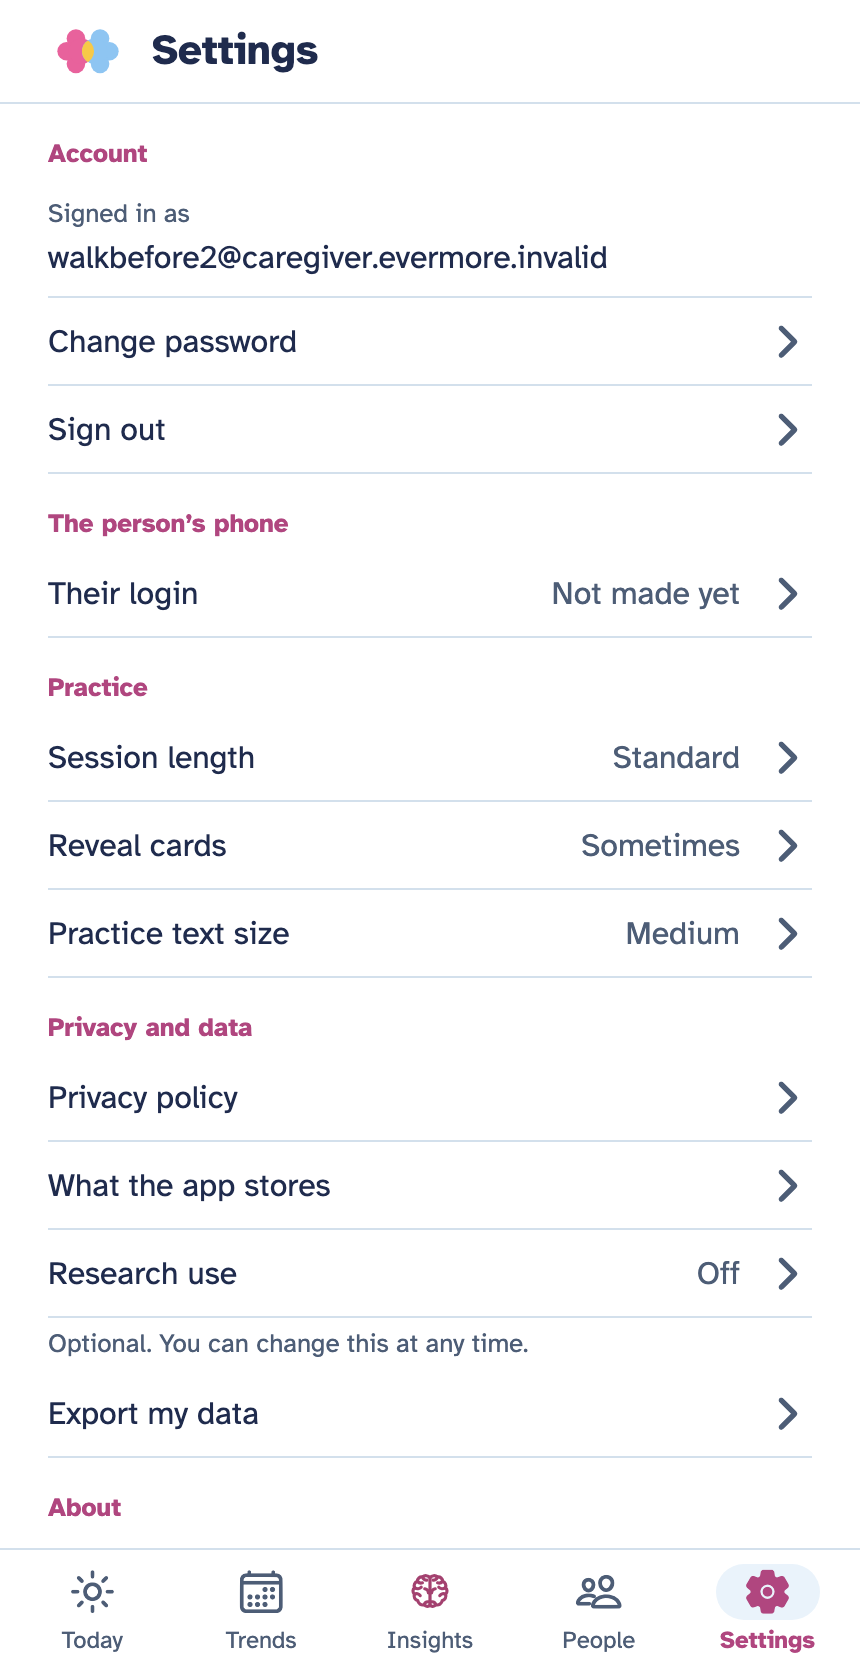 Settings
Account
Signed in as
walkbefore2@caregiver.evermore.invalid
Change password
Sign out
The person’s phone
Their login Not made yet
Practice
Session length Standard
Reveal cards Sometimes
Practice text size Medium
Privacy and data
Privacy policy
What the app stores
Research use Off
Optional. You can change this at any time.
Export my data
About
Today Trends Insights People Settings